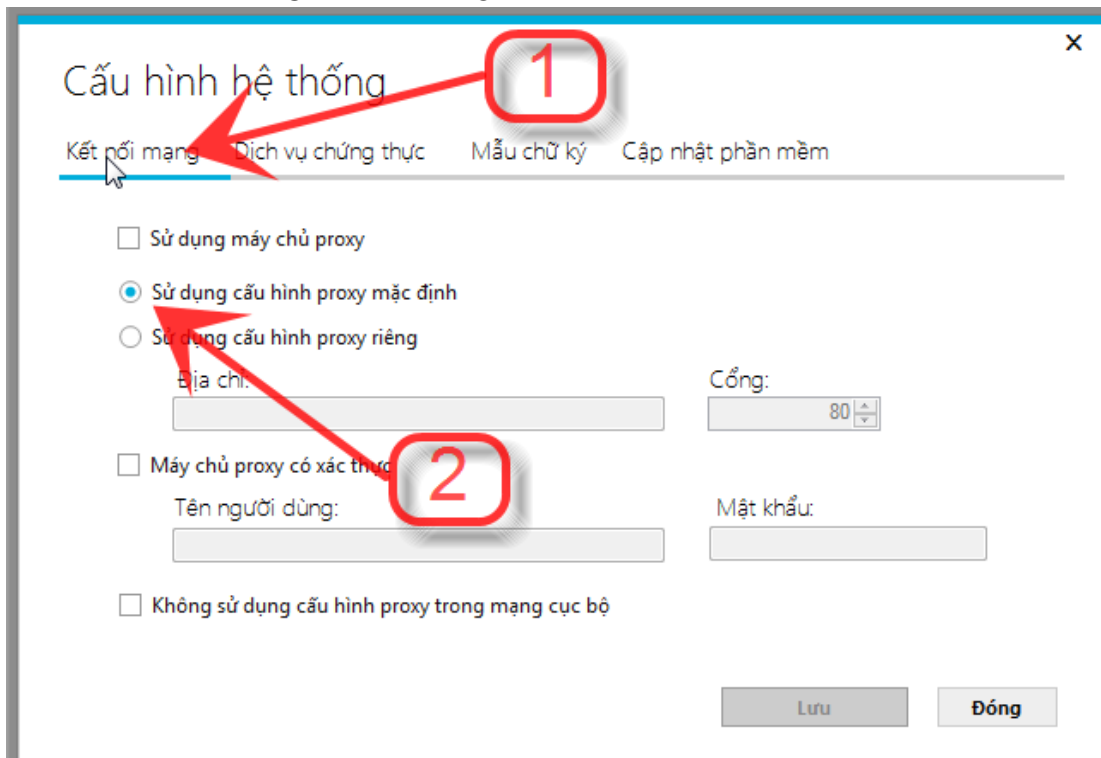 Cấu hình hệ thống
1
Kết nối mạng Dịch vụ chứng thực Mẫu chữ ký Cập nhật phần mềm
Sử dụng máy chủ proxy
Sử dụng cấu hình proxy mặc định
Sử dụng cấu hình proxy riêng
Địa chỉ: Cổng:
80
Máy chủ proxy có xác thực
2
Tên người dùng: Mật khẩu:
Không sử dụng cấu hình proxy trong mạng cục bộ
Lưu Đóng